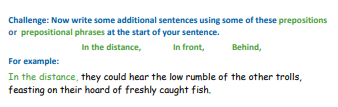 Challenge: Now write some additional sentences using some of these prepositions
or prepositional phrases at the start of your sentence.
In the distance, In front, Behind,
For example:
In the distance, they could hear the low rumble of the other trolls,
feasting on their hoard of freshly caught fish.